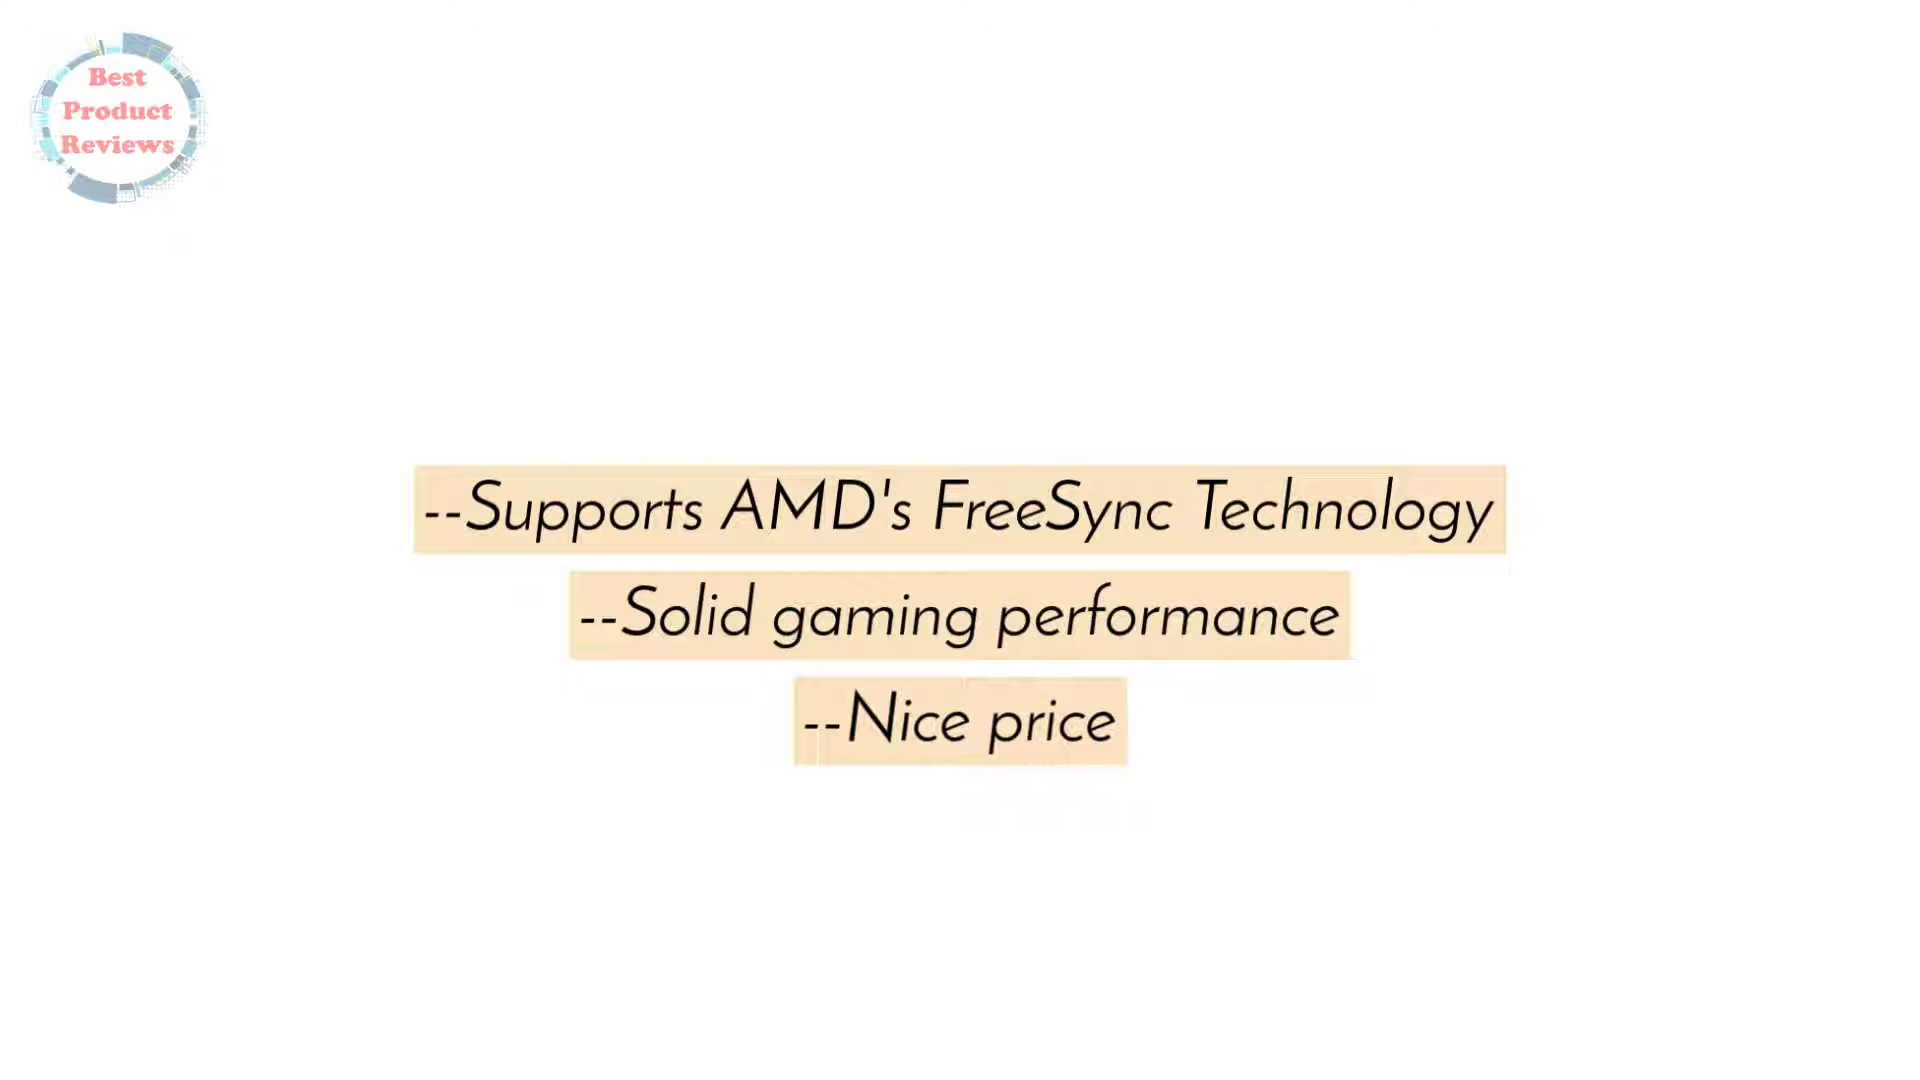 Best
Product
Reviews
--Supports AMD's FreeSync Technology
--Solid gaming performance
--Nice price